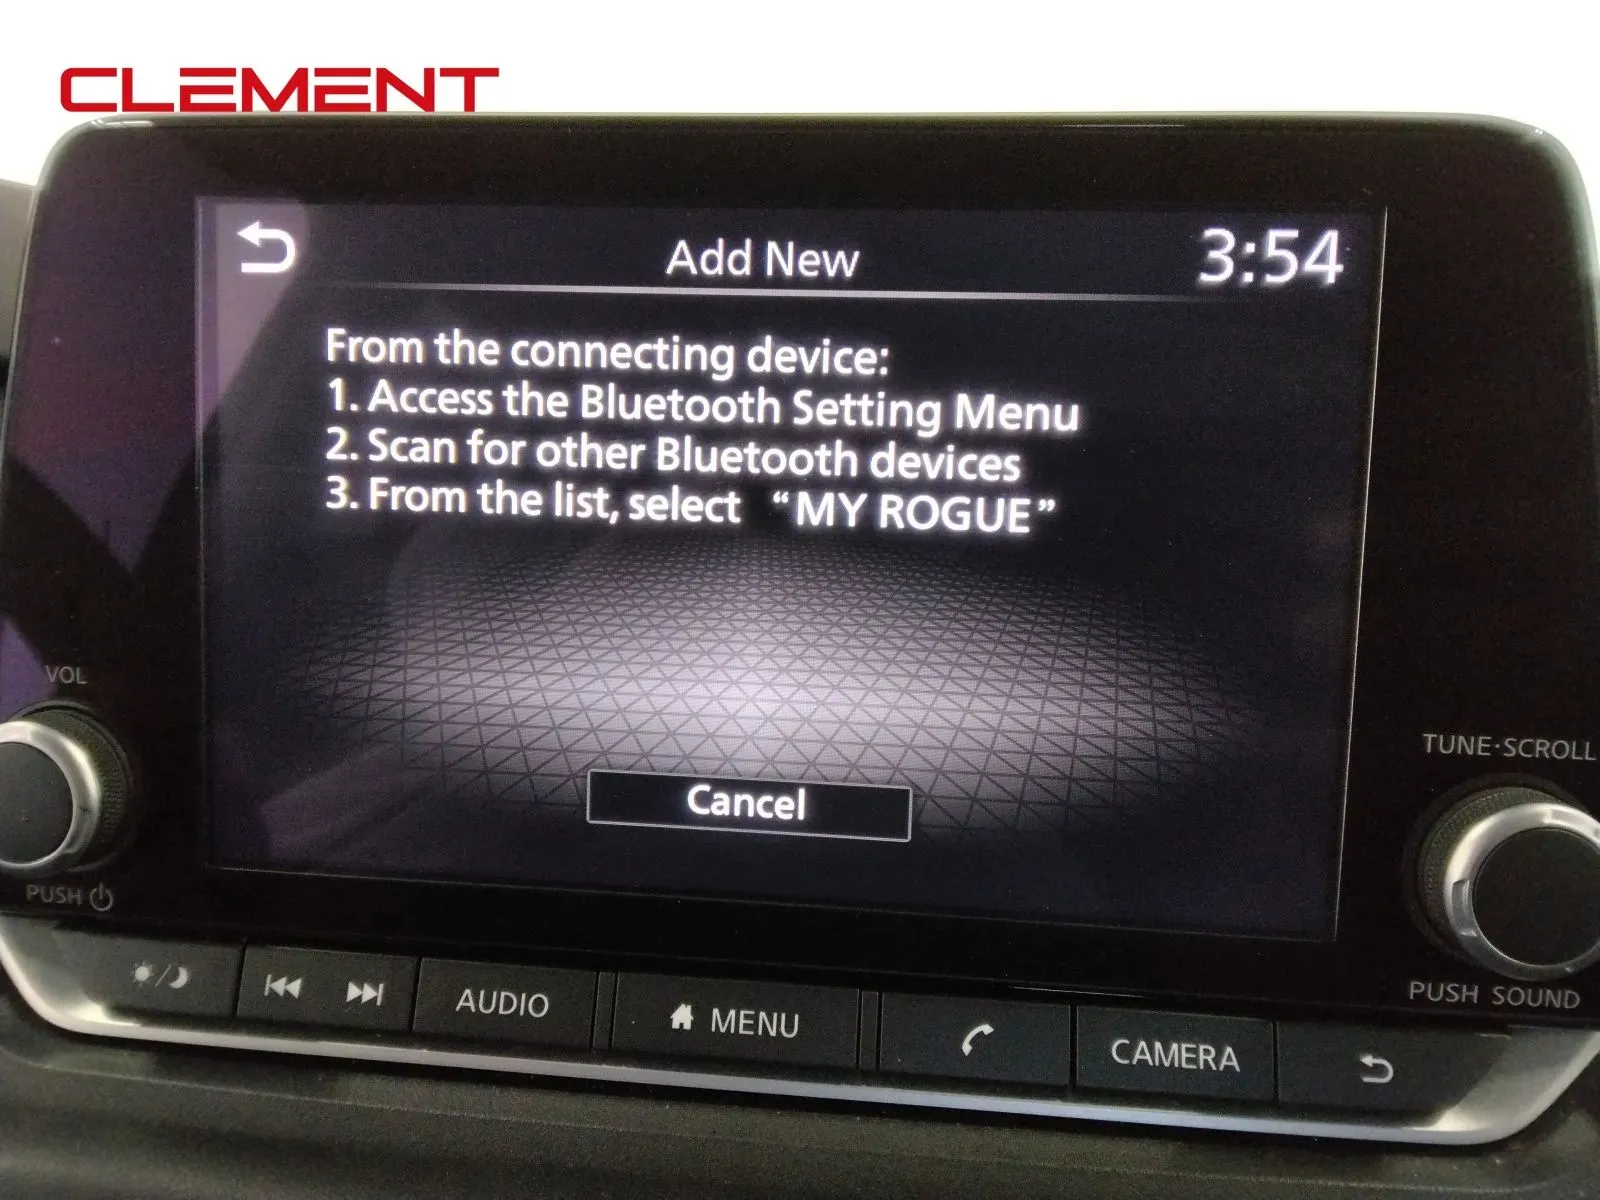 CLEMENT
Add New
3:54
From the connecting device:
1. Access the Bluetooth Setting Menu
2. Scan for other Bluetooth devices
3. From the list, select “MY ROGUE”
Cancel
VOL
PUSH
TUNE·SCROLL
PUSH SOUND
AUDIO
MENU
CAMERA